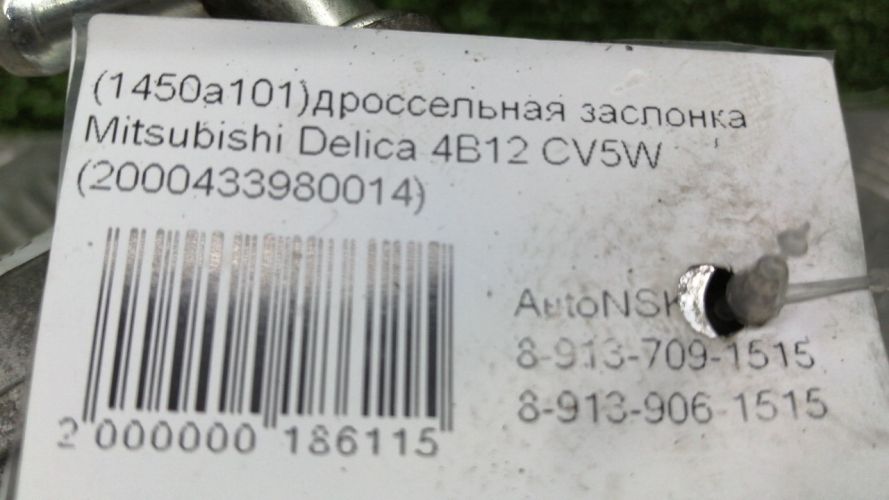 (1450a101)дроссельная заслонка
Mitsubishi Delica 4B12 CV5W
(2000433980014)
AutoNSK
8-913-709-1515
8-913-906-1515
2 000000 186115